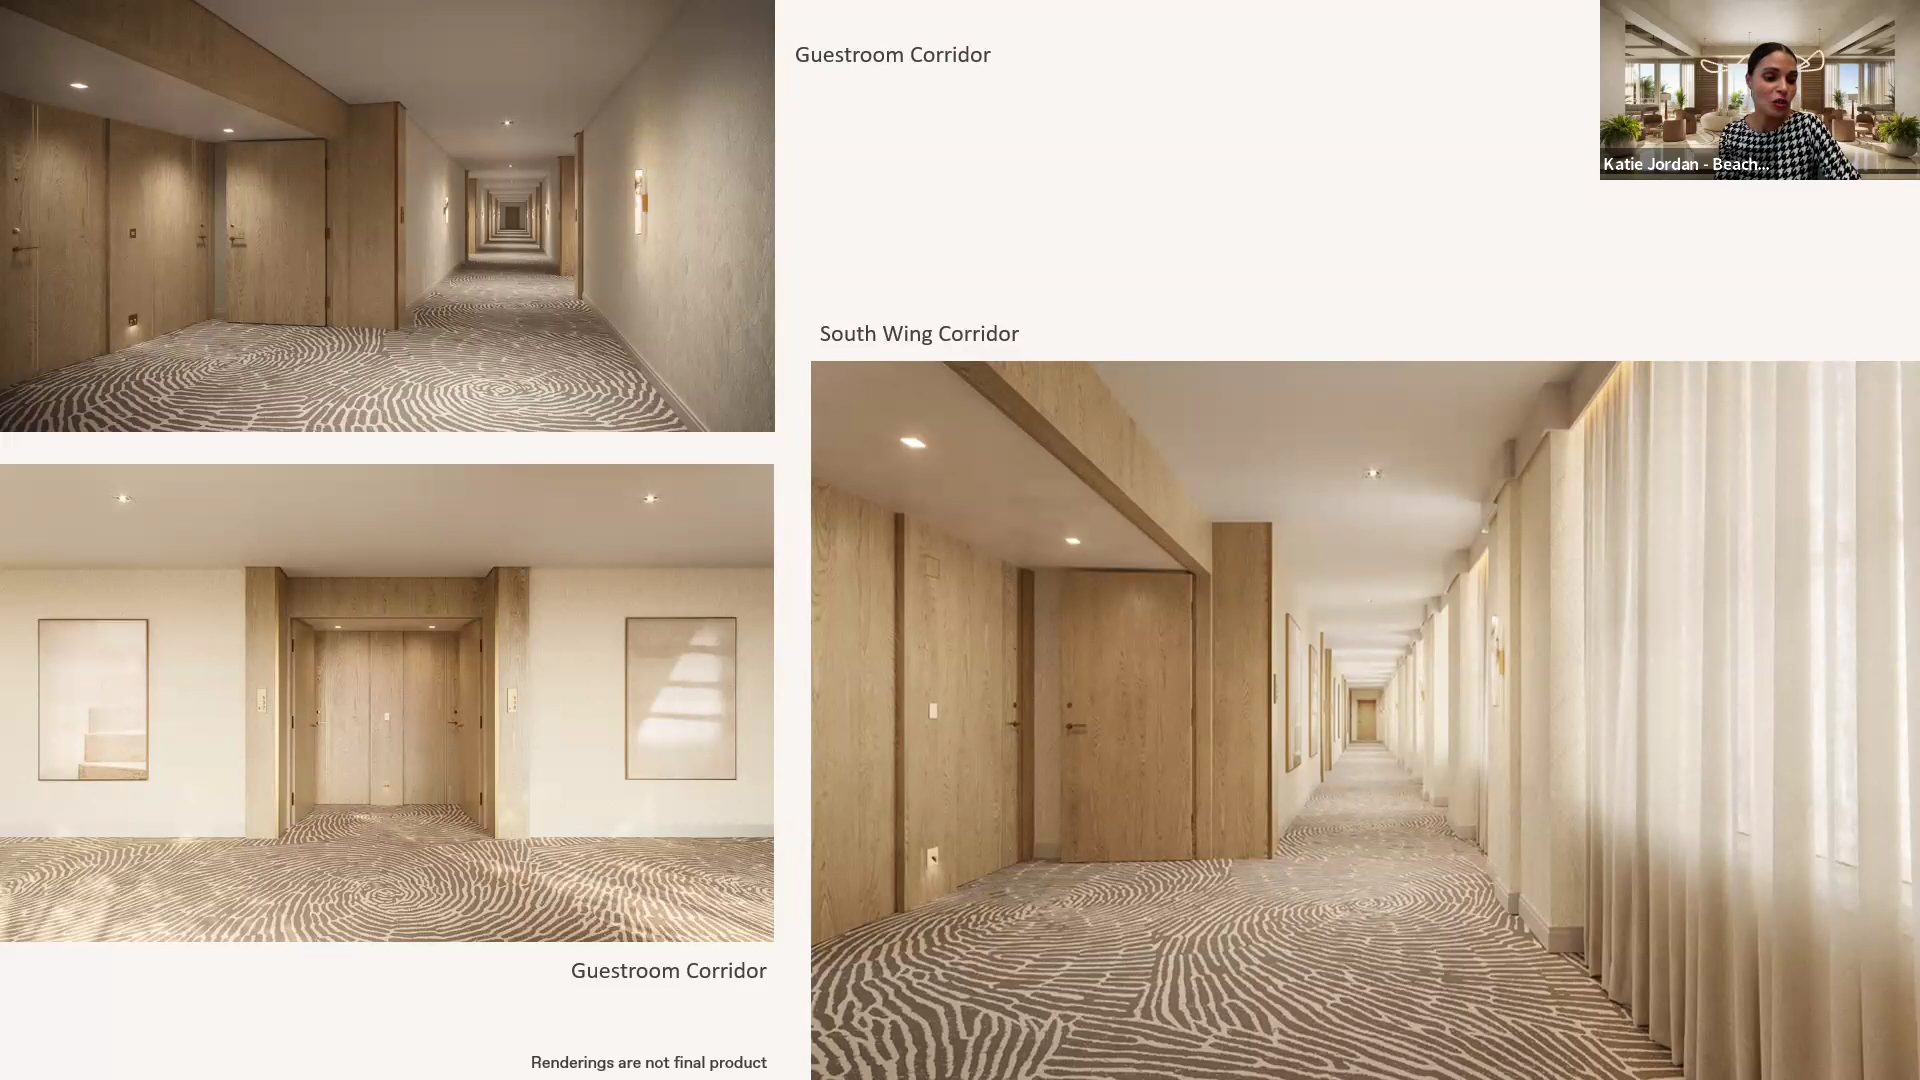 Guestroom Corridor
Katie Jordan - Beach...
South Wing Corridor
Guestroom Corridor
Renderings are not final product